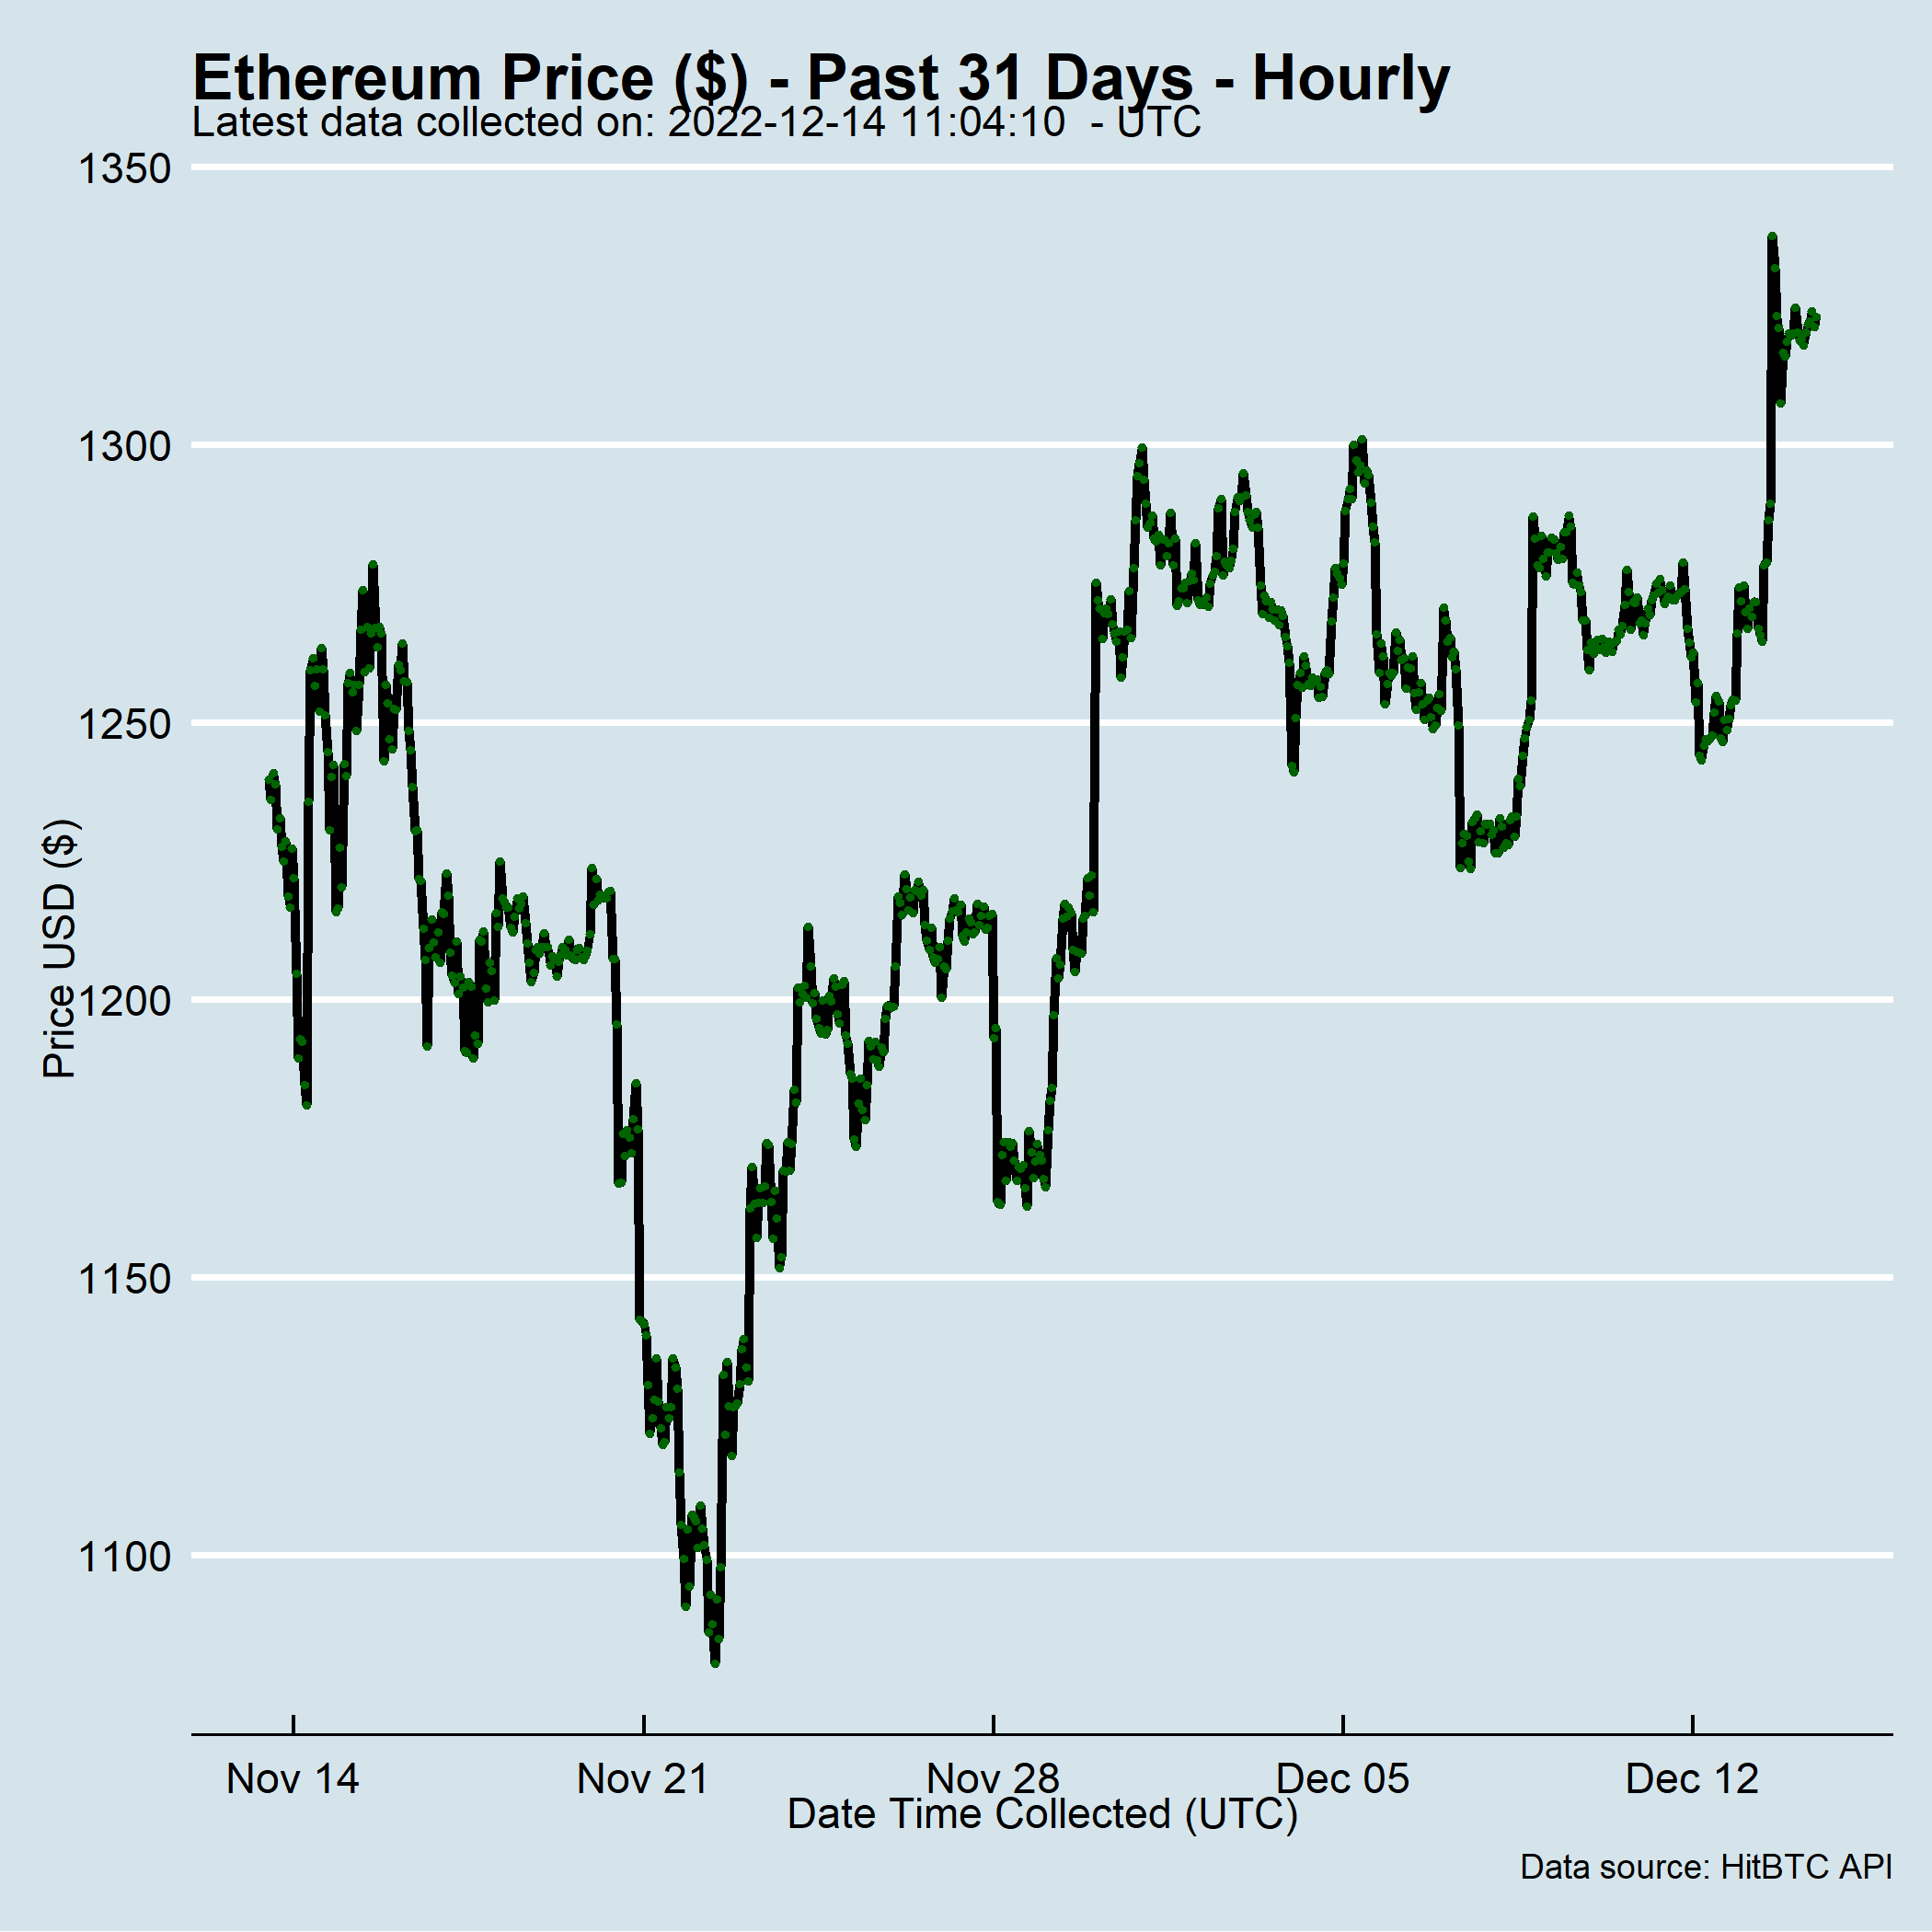 Ethereum Price ($) - Past 31 Days - Hourly
Latest data collected on: 2022-12-14 11:04:10  - UTC
1350
1300
1250
1200
1150
1100
Price USD ($)
Nov 14
Nov 21
Nov 28
Dec 05
Dec 12
Date Time Collected (UTC)
Data source: HitBTC API